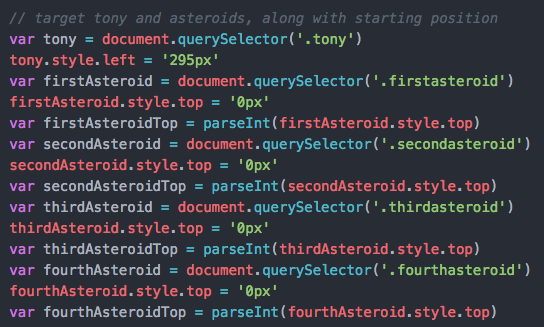 // target tony and asteroids, along with starting position
var tony = document.querySelector('.tony')
tony.style.left = '295px'
var firstAsteroid = document.querySelector('.firstasteroid')
firstAsteroid.style.top = '0px'
var firstAsteroidTop = parseInt(firstAsteroid.style.top)
var secondAsteroid = document.querySelector('.secondasteroid')
secondAsteroid.style.top = '0px'
var secondAsteroidTop = parseInt(secondAsteroid.style.top)
var thirdAsteroid = document.querySelector('.thirdasteroid')
thirdAsteroid.style.top = '0px'
var thirdAsteroidTop = parseInt(thirdAsteroid.style.top)
var fourthAsteroid = document.querySelector('.fourthasteroid')
fourthAsteroid.style.top = '0px'
var fourthAsteroidTop = parseInt(fourthAsteroid.style.top)